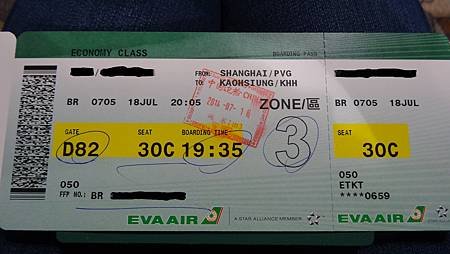 ECONOMY CLASS BOARDING PASS
FROM: SHANGHAI/PVG
TO: KAOHSIUNG/KHH
BR 0705 18JUL 20:05 ZONE/區 BR 0705 18JUL
GATE SEAT BOARDING TIME SEAT
D82 30C 19:35 3 30C
050 050
FFP NO.: BR ETKT
****0659
EVA AIR A STAR ALLIANCE MEMBER EVA AIR